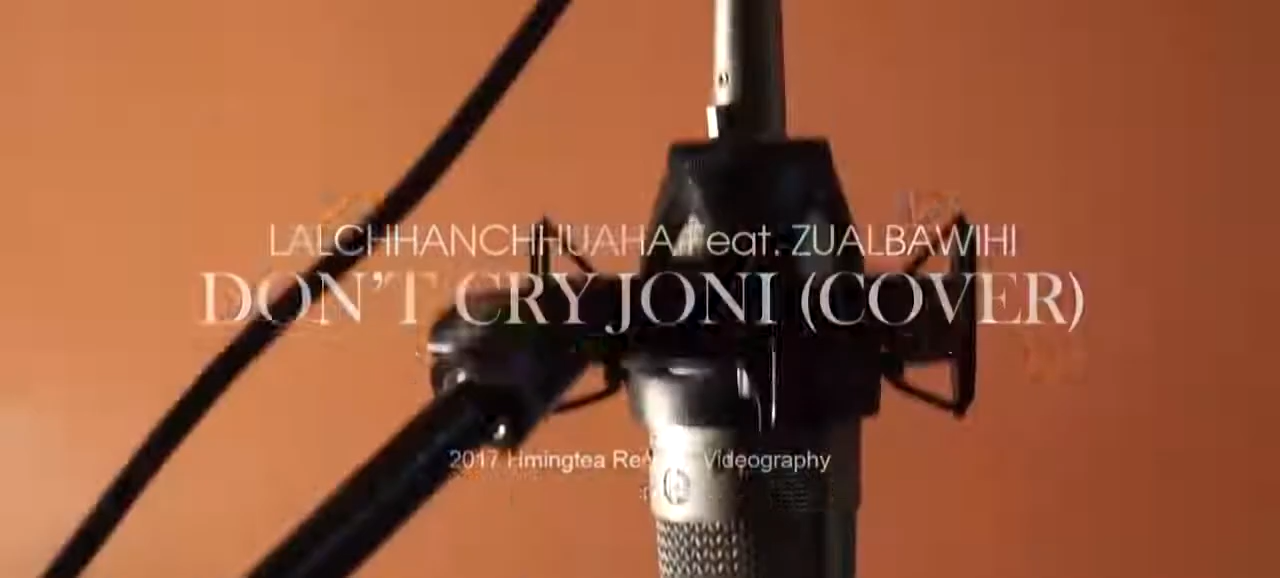 LALCHHANCHHUAHA Feat. ZUALBAWIHI
DON'T CRY JONI (COVER)
2017 Hmingtea Videography